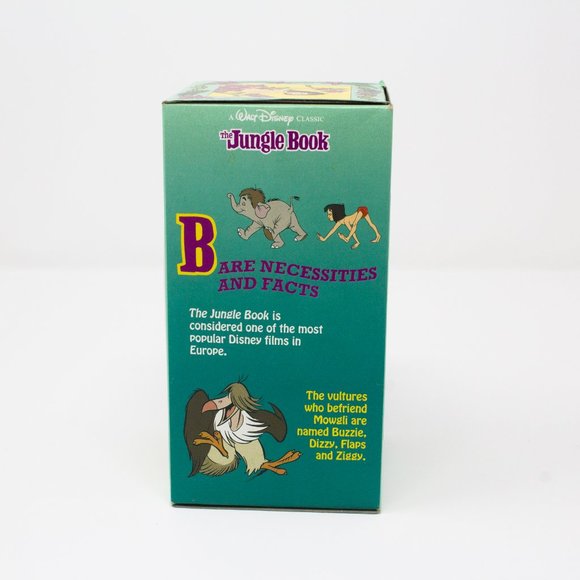 A Walt Disney Classic
The Jungle Book
BARE NECESSITIES
AND FACTS
The Jungle Book is
considered one of the most
popular Disney films in
Europe.
The vultures
who befriend
Mowgli are
named Buzzie,
Dizzy, Flaps
and Ziggy.